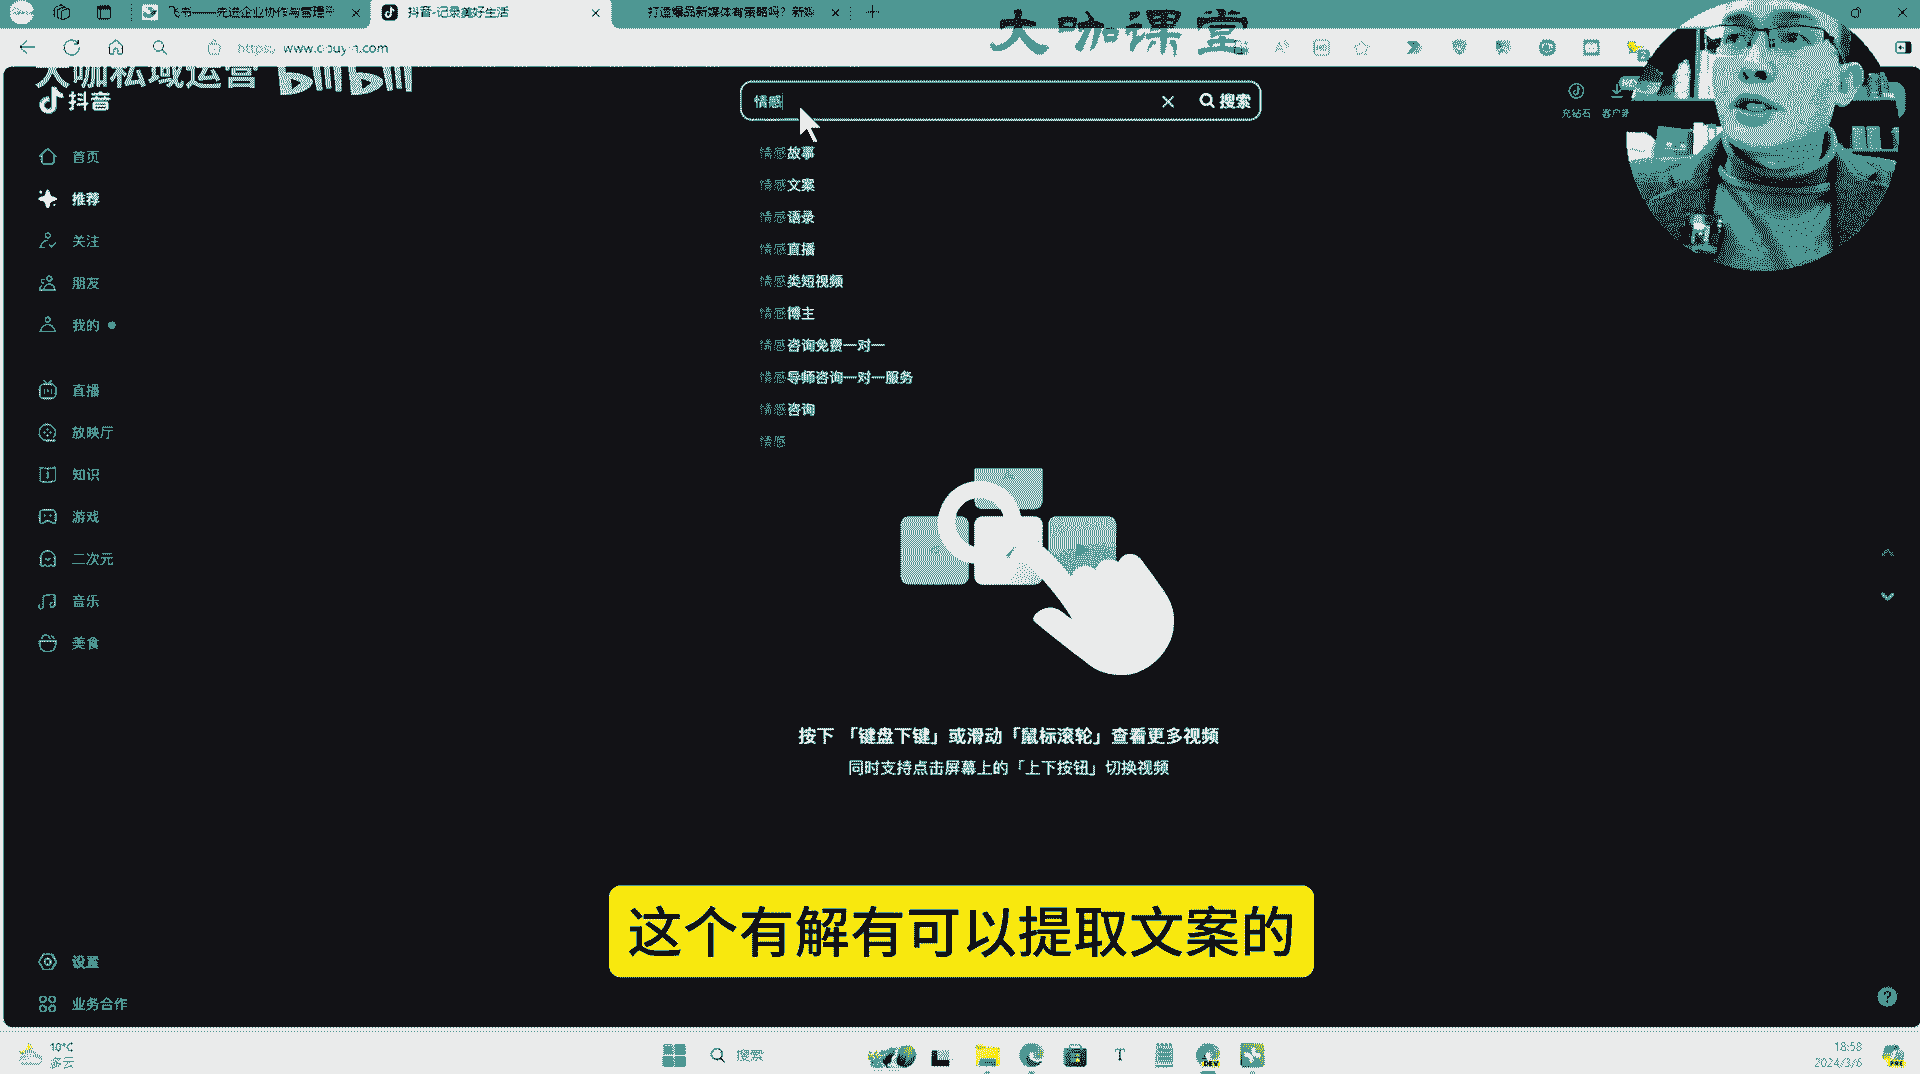 飞书——先进企业协作与管理平
抖音-记录美好生活
打造爆品新媒体有策略吗？新媒
大咖课堂
https://www.douyin.com
大咖私域运营 bilibili
抖音
情感
搜索
充钻石
客户端
首页
推荐
关注
朋友
我的
直播
放映厅
知识
游戏
二次元
音乐
美食
设置
业务合作
情感故事
情感文案
情感语录
情感直播
情感类短视频
情感博主
情感咨询免费一对一
情感导师咨询一对一服务
情感咨询
情感
按下「键盘下键」或滑动「鼠标滚轮」查看更多视频
同时支持点击屏幕上的「上下按钮」切换视频
这个有解有可以提取文案的
10°C
多云
搜索
18:58
2024/3/6